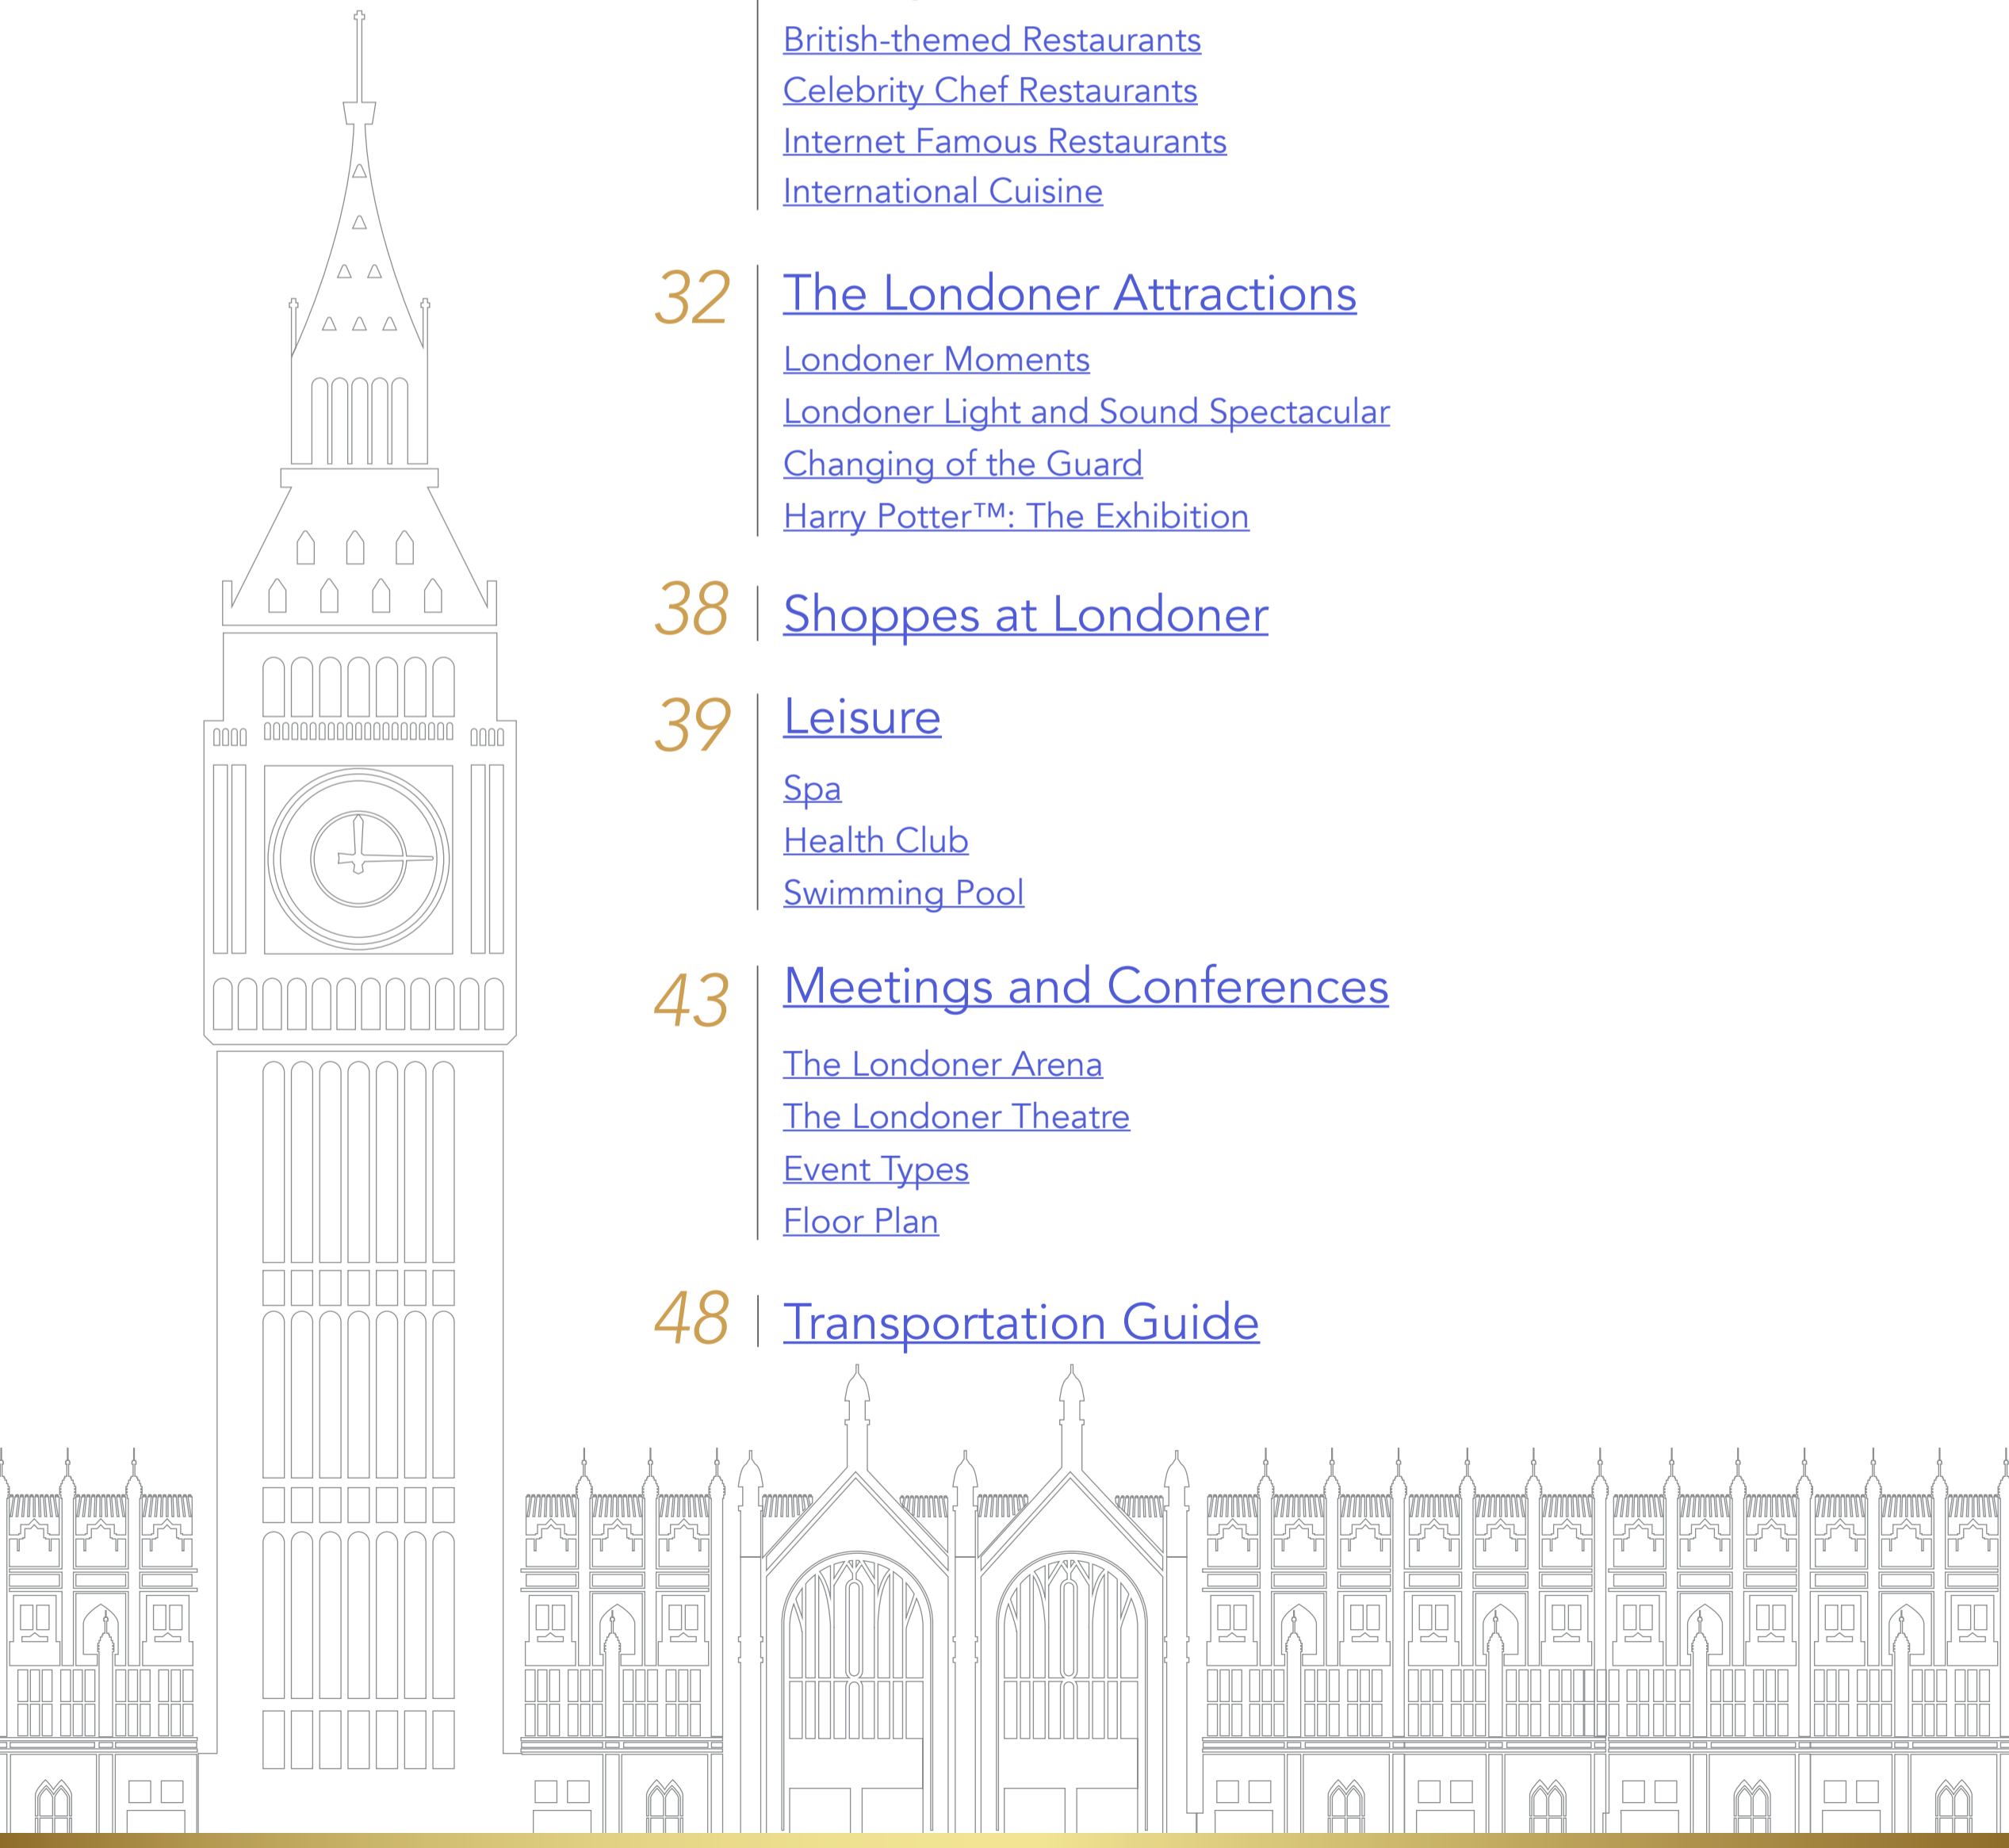 British-themed Restaurants
Celebrity Chef Restaurants
Internet Famous Restaurants
International Cuisine
32 The Londoner Attractions
Londoner Moments
Londoner Light and Sound Spectacular
Changing of the Guard
Harry Potter™: The Exhibition
38 Shoppes at Londoner
39 Leisure
Spa
Health Club
Swimming Pool
43 Meetings and Conferences
The Londoner Arena
The Londoner Theatre
Event Types
Floor Plan
48 Transportation Guide